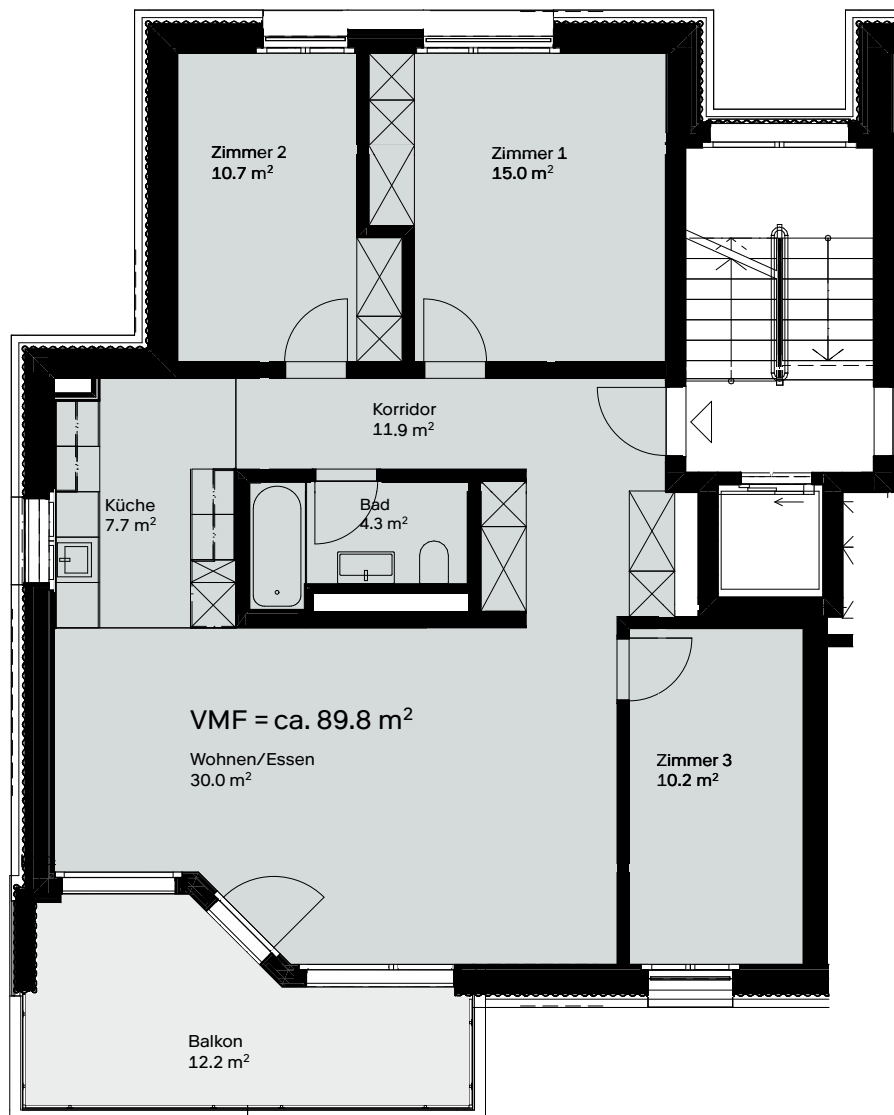 Zimmer 2
10.7 m²
Zimmer 1
15.0 m²
Korridor
11.9 m²
Küche
7.7 m²
Bad
4.3 m²
VMF = ca. 89.8 m²
Wohnen/Essen
30.0 m²
Zimmer 3
10.2 m²
Balkon
12.2 m²